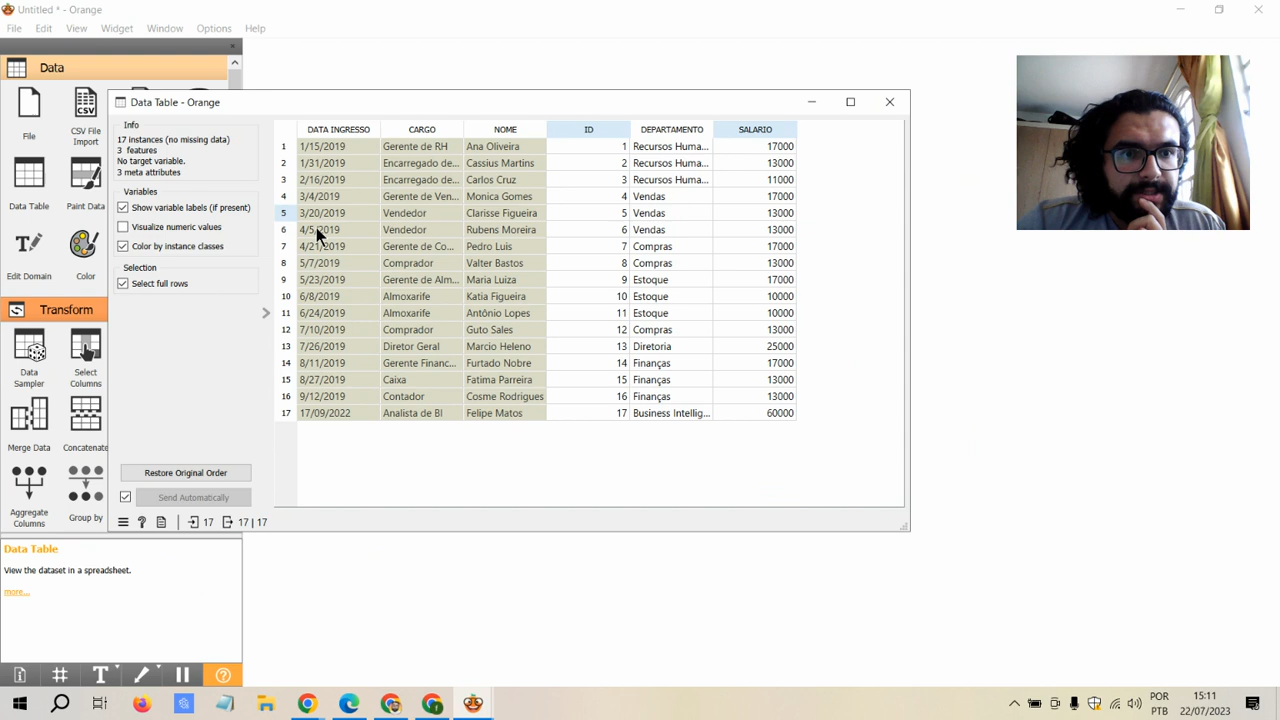 Untitled * - Orange
File Edit View Widget Window Options Help
Data
File
CSV File
Import
Data Table
Paint Data
Edit Domain
Color
Transform
Data
Sampler
Select
Columns
Merge Data
Concatenate
Aggregate
Columns
Group by
Data Table
View the dataset in a spreadsheet.
more...
Data Table - Orange
Info
17 instances (no missing data)
3 features
No target variable.
3 meta attributes
Variables
Show variable labels (if present)
Visualize numeric values
Color by instance classes
Selection
Select full rows
Restore Original Order
Send Automatically
17 17 | 17
DATA INGRESSO CARGO NOME ID DEPARTAMENTO SALARIO
1 1/15/2019 Gerente de RH Ana Oliveira 1 Recursos Huma... 17000
2 1/31/2019 Encarregado de... Cassius Martins 2 Recursos Huma... 13000
3 2/16/2019 Encarregado de... Carlos Cruz 3 Recursos Huma... 11000
4 3/4/2019 Gerente de Ven... Monica Gomes 4 Vendas 17000
5 3/20/2019 Vendedor Clarisse Figueira 5 Vendas 13000
6 4/5/2019 Vendedor Rubens Moreira 6 Vendas 13000
7 4/21/2019 Gerente de Co... Pedro Luis 7 Compras 17000
8 5/7/2019 Comprador Valter Bastos 8 Compras 13000
9 5/23/2019 Gerente de Alm... Maria Luiza 9 Estoque 17000
10 6/8/2019 Almoxarife Katia Figueira 10 Estoque 10000
11 6/24/2019 Almoxarife Antônio Lopes 11 Estoque 10000
12 7/10/2019 Comprador Guto Sales 12 Compras 13000
13 7/26/2019 Diretor Geral Marcio Heleno 13 Diretoria 25000
14 8/11/2019 Gerente Financ... Furtado Nobre 14 Finanças 17000
15 8/27/2019 Caixa Fatima Parreira 15 Finanças 13000
16 9/12/2019 Contador Cosme Rodrigues 16 Finanças 13000
17 17/09/2022 Analista de BI Felipe Matos 17 Business Intellig... 60000
POR
PTB
15:11
22/07/2023